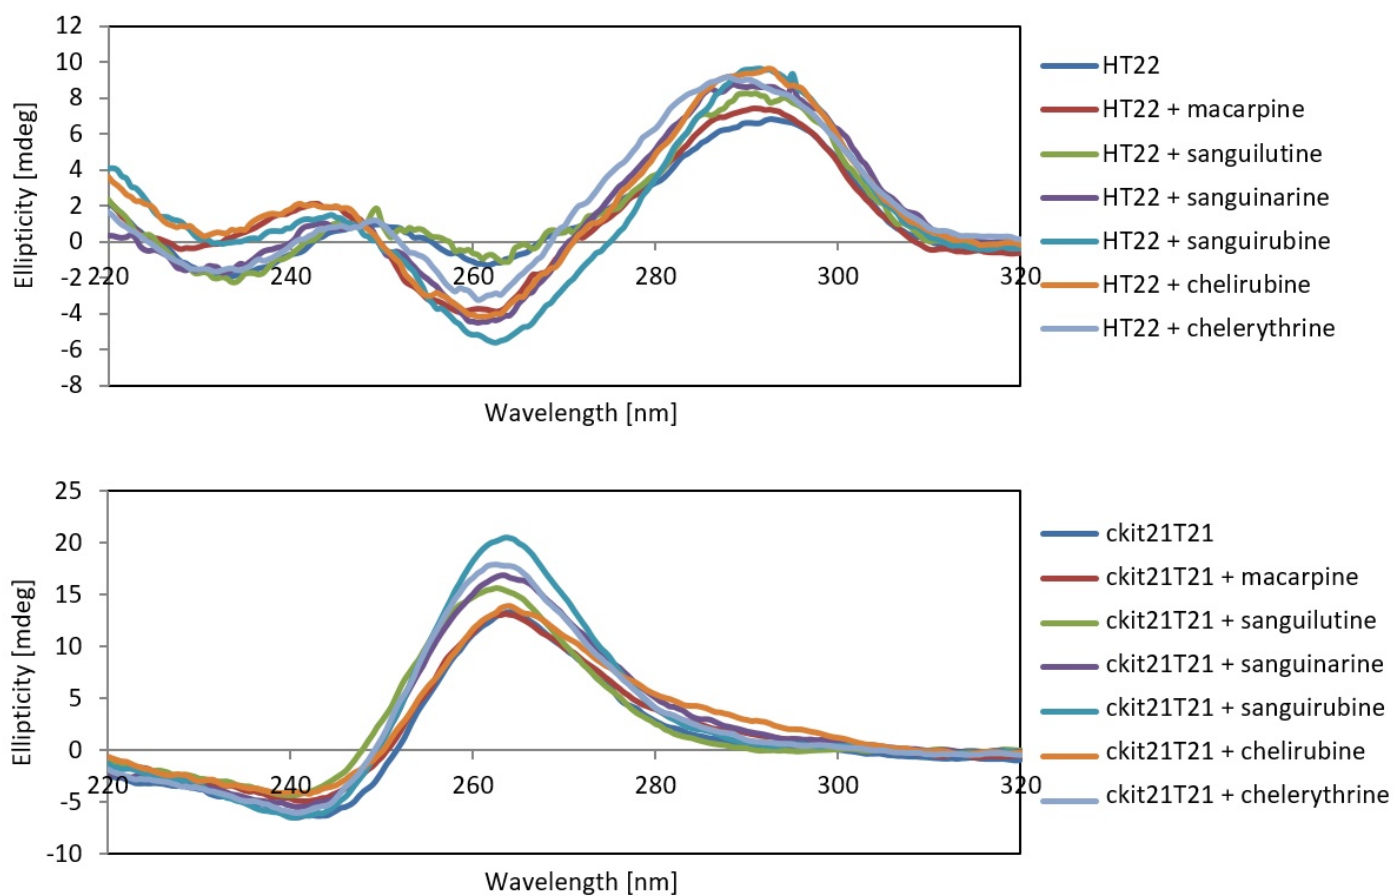 12
10
8
6
4
2
0
-2
-4
-6
-8
220
240
260
280
300
320
Ellipticity [mdeg]
Wavelength [nm]
HT22
HT22 + macarpine
HT22 + sanguilutine
HT22 + sanguinarine
HT22 + sanguirubine
HT22 + chelirubine
HT22 + chelerythrine
25
20
15
10
5
0
-5
-10
220
240
260
280
300
320
Ellipticity [mdeg]
Wavelength [nm]
ckit21T21
ckit21T21 + macarpine
ckit21T21 + sanguilutine
ckit21T21 + sanguinarine
ckit21T21 + sanguirubine
ckit21T21 + chelirubine
ckit21T21 + chelerythrine